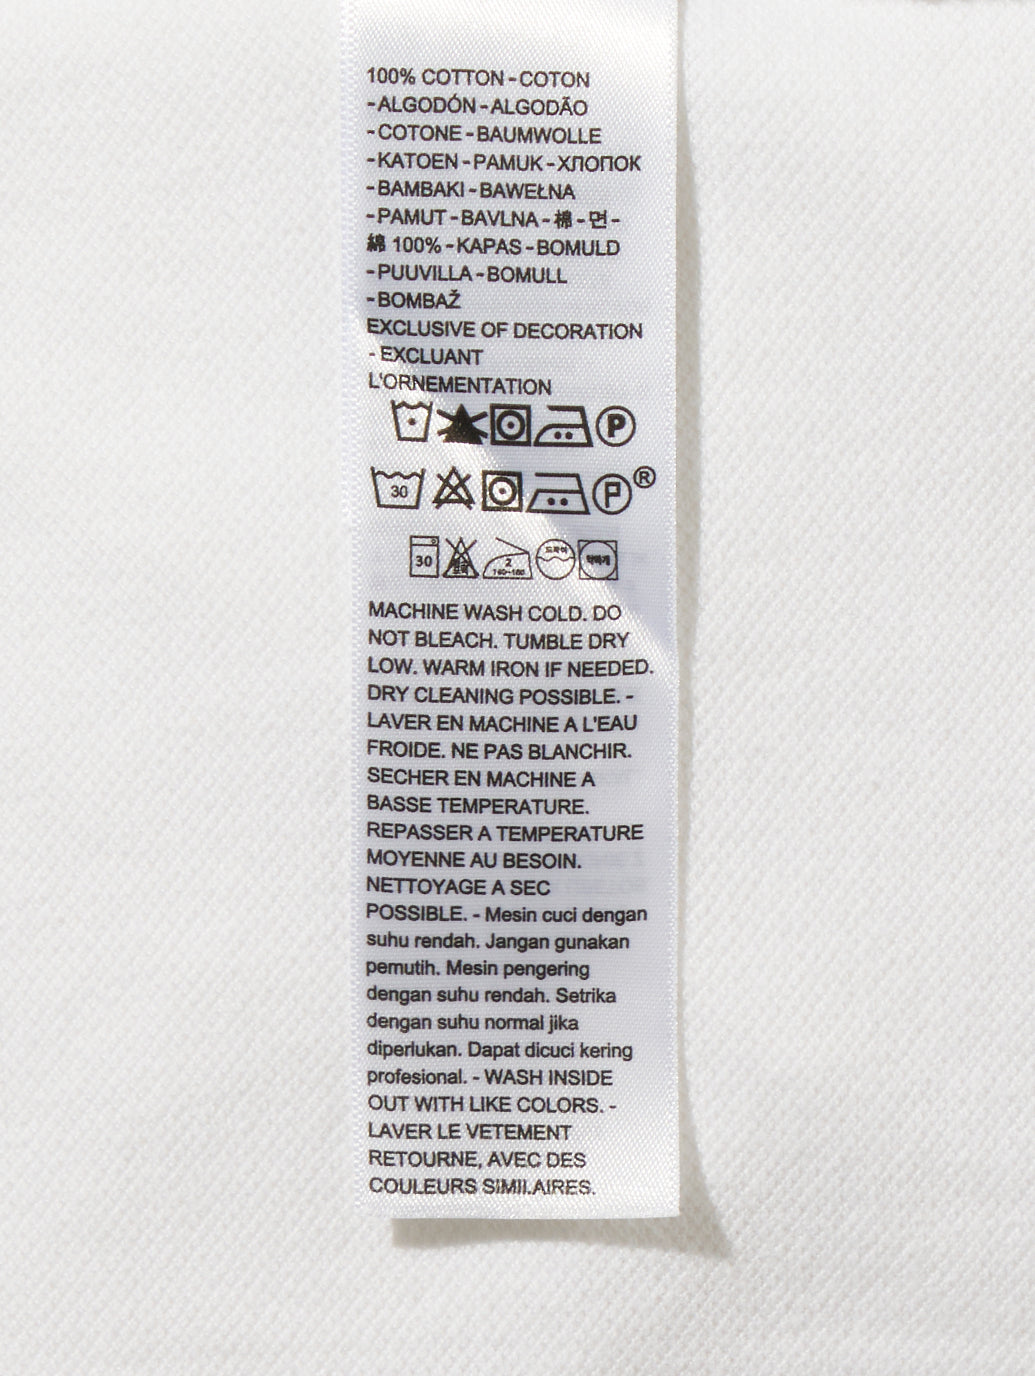 100% COTTON - COTON
- ALGODÓN - ALGODÃO
- COTONE - BAUMWOLLE
- KATOEN - PAMUK - ХЛОПОК
- BAMBAKI - BAWEŁNA
- PAMUT - BAVLNA - 棉 - 면 -
綿 100% - KAPAS - BOMULD
- PUUVILLA - BOMULL
- BOMBAŽ
EXCLUSIVE OF DECORATION
- EXCLUANT
L'ORNEMENTATION
P
30 P ®
30 2 드라이
MACHINE WASH COLD. DO
NOT BLEACH. TUMBLE DRY
LOW. WARM IRON IF NEEDED.
DRY CLEANING POSSIBLE. -
LAVER EN MACHINE A L'EAU
FROIDE. NE PAS BLANCHIR.
SECHER EN MACHINE A
BASSE TEMPERATURE.
REPASSER A TEMPERATURE
MOYENNE AU BESOIN.
NETTOYAGE A SEC
POSSIBLE. - Mesin cuci dengan
suhu rendah. Jangan gunakan
pemutih. Mesin pengering
dengan suhu rendah. Setrika
dengan suhu normal jika
diperlukan. Dapat dicuci kering
profesional. - WASH INSIDE
OUT WITH LIKE COLORS. -
LAVER LE VETEMENT
RETOURNE, AVEC DES
COULEURS SIMILAIRES.